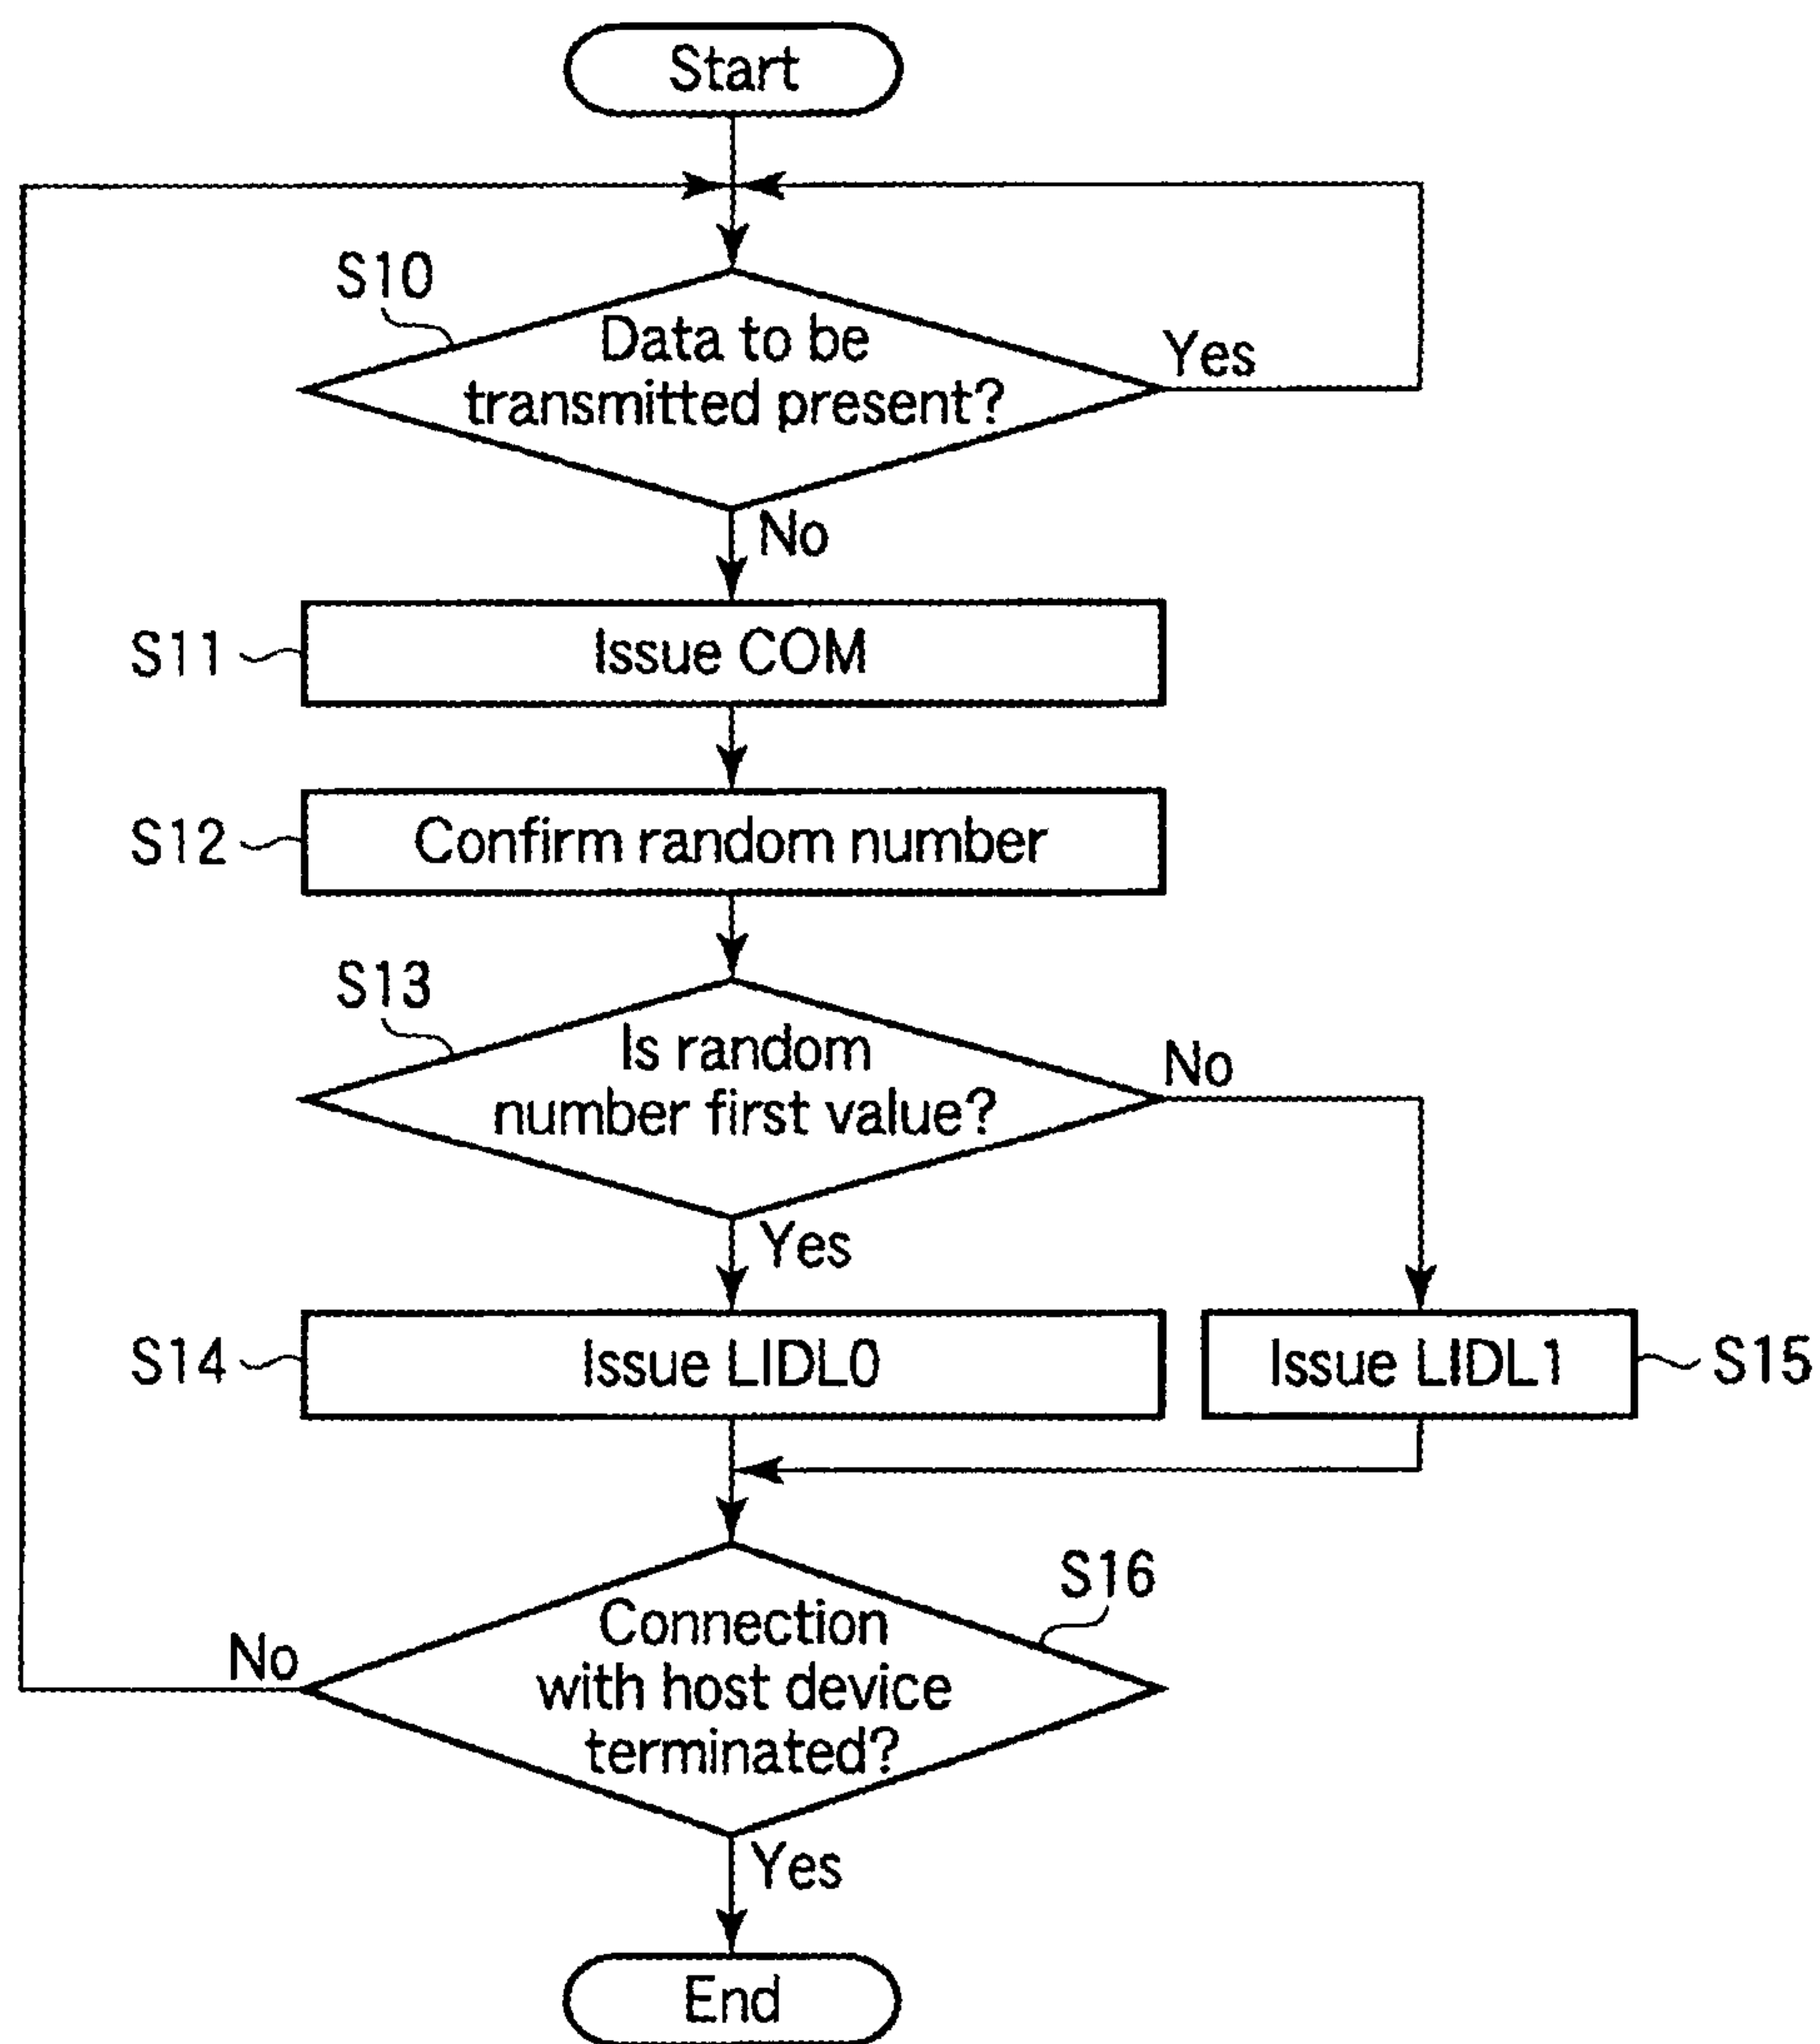 Start
S10
Data to be
transmitted present?
Yes
No
S11
Issue COM
S12
Confirm random number
S13
Is random
number first value?
No
Yes
S14
Issue LIDL0
Issue LIDL1
S15
S16
Connection
with host device
terminated?
No
Yes
End